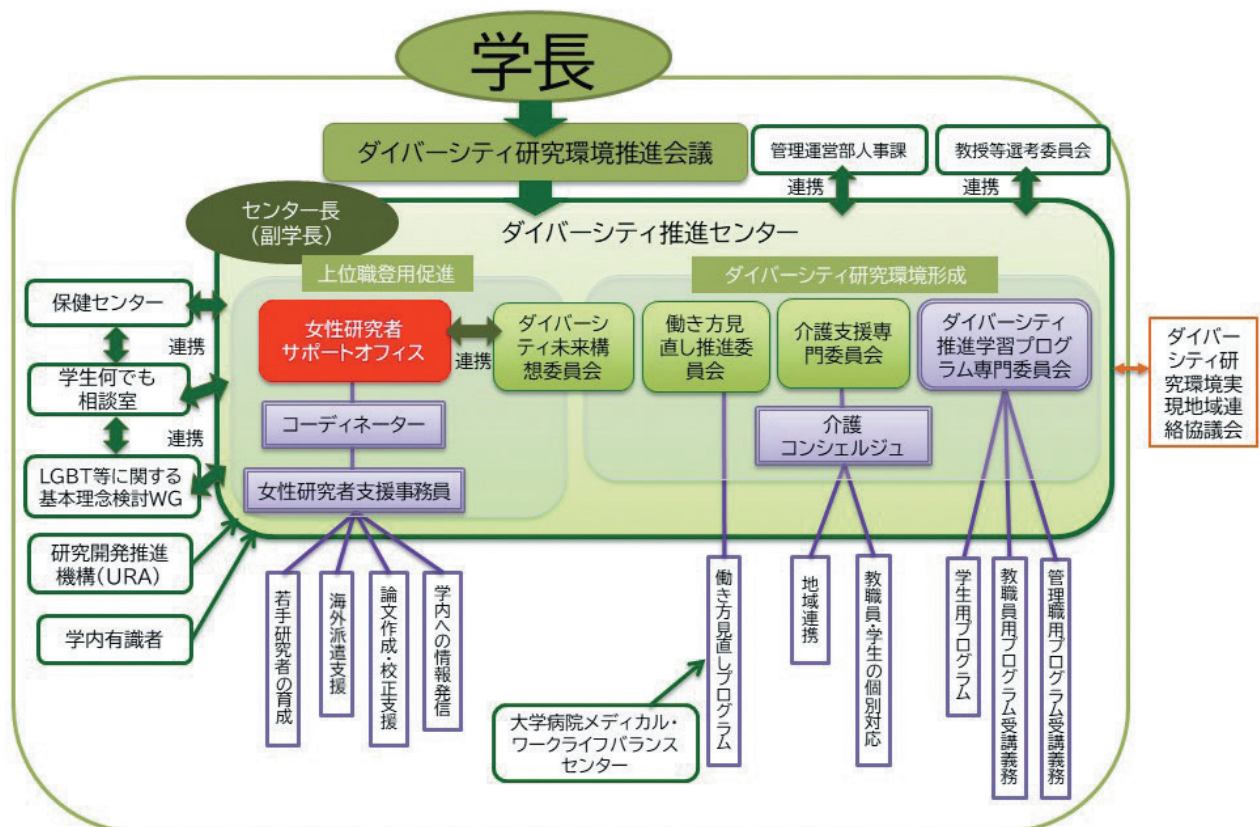 学長
ダイバーシティ研究環境推進会議
管理運営部人事課
教授等選考委員会
連携
連携
センター長
(副学長)
ダイバーシティ推進センター
上位職登用促進
ダイバーシティ研究環境形成
保健センター
連携
学生何でも
相談室
連携
LGBT等に関する
基本理念検討WG
研究開発推進
機構(URA)
学内有識者
女性研究者
サポートオフィス
連携
ダイバーシ
ティ未来構
想委員会
働き方見
直し推進委
員会
介護支援専
門委員会
ダイバーシティ
推進学習プログ
ラム専門委員会
ダイバー
シティ研
究環境実
現地域連
絡協議会
コーディネーター
女性研究者支援事務員
介護
コンシェルジュ
若手研究者の育成
海外派遣支援
論文作成・校正支援
学内への情報発信
働き方見直しプログラム
地域連携
教職員・学生の個別対応
学生用プログラム
教職員用プログラム受講義務
管理職用プログラム受講義務
大学病院メディカル・
ワークライフバランス
センター